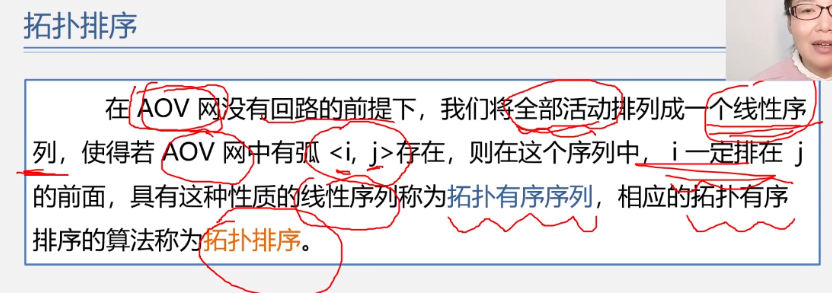 拓扑排序
在 AOV 网没有回路的前提下，我们将全部活动排列成一个线性序
列，使得若 AOV 网中有弧 <i, j>存在，则在这个序列中，i 一定排在 j
的前面，具有这种性质的线性序列称为拓扑有序序列，相应的拓扑有序
排序的算法称为拓扑排序。